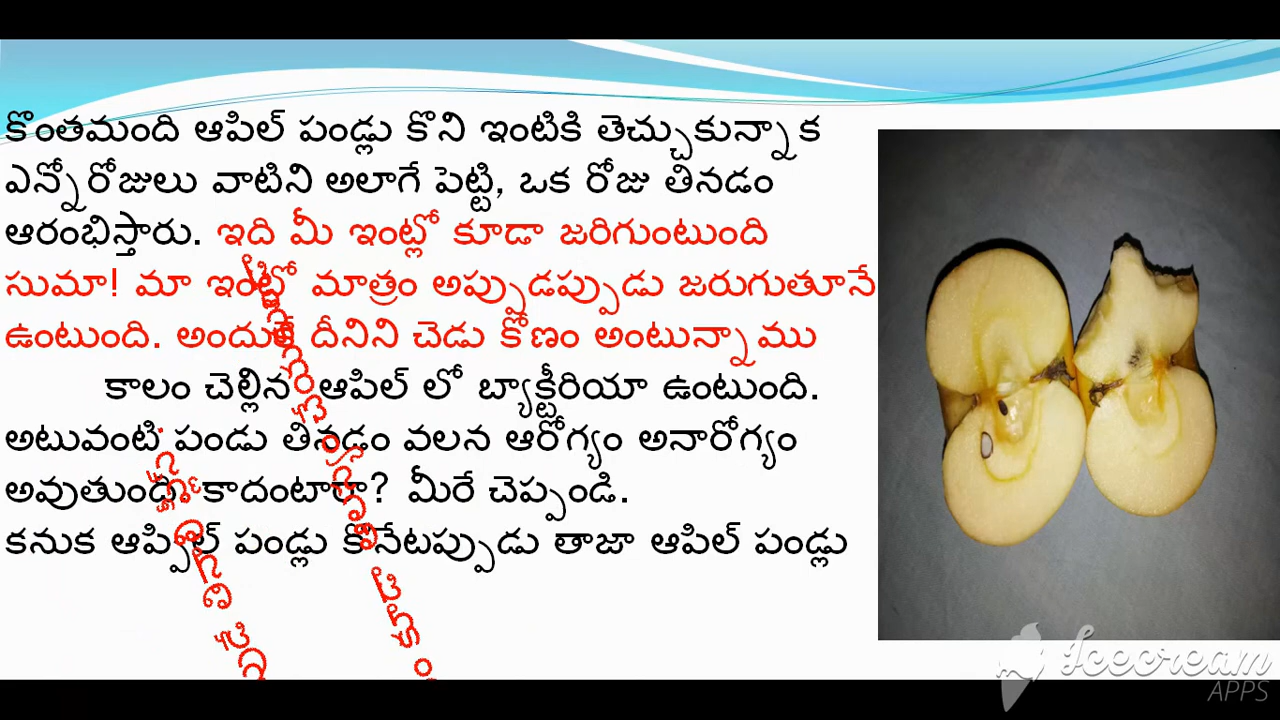 కొంతమంది ఆపిల్ పండ్లు కొని ఇంటికి తెచ్చుకున్నాక
ఎన్నోరోజులు వాటిని అలాగే పెట్టి, ఒక రోజు తినడం
ఆరంభిస్తారు. ఇది మీ ఇంట్లో కూడా జరిగుంటుంది
సుమా! మా ఇంట్లో మాత్రం అప్పుడప్పుడు జరుగుతూనే
ఉంటుంది. అందుకే దీనిని చెడు కోణం అంటున్నాము
కాలం చెల్లిన ఆపిల్ లో బ్యాక్టీరియా ఉంటుంది.
అటువంటి పండు తినడం వలన ఆరోగ్యం అనారోగ్యం
అవుతుంది. కాదంటారా? మీరే చెప్పండి.
కనుక ఆప్పిల్ పండ్లు కొనేటప్పుడు తాజా ఆపిల్ పండ్లు
Icecream
APPS